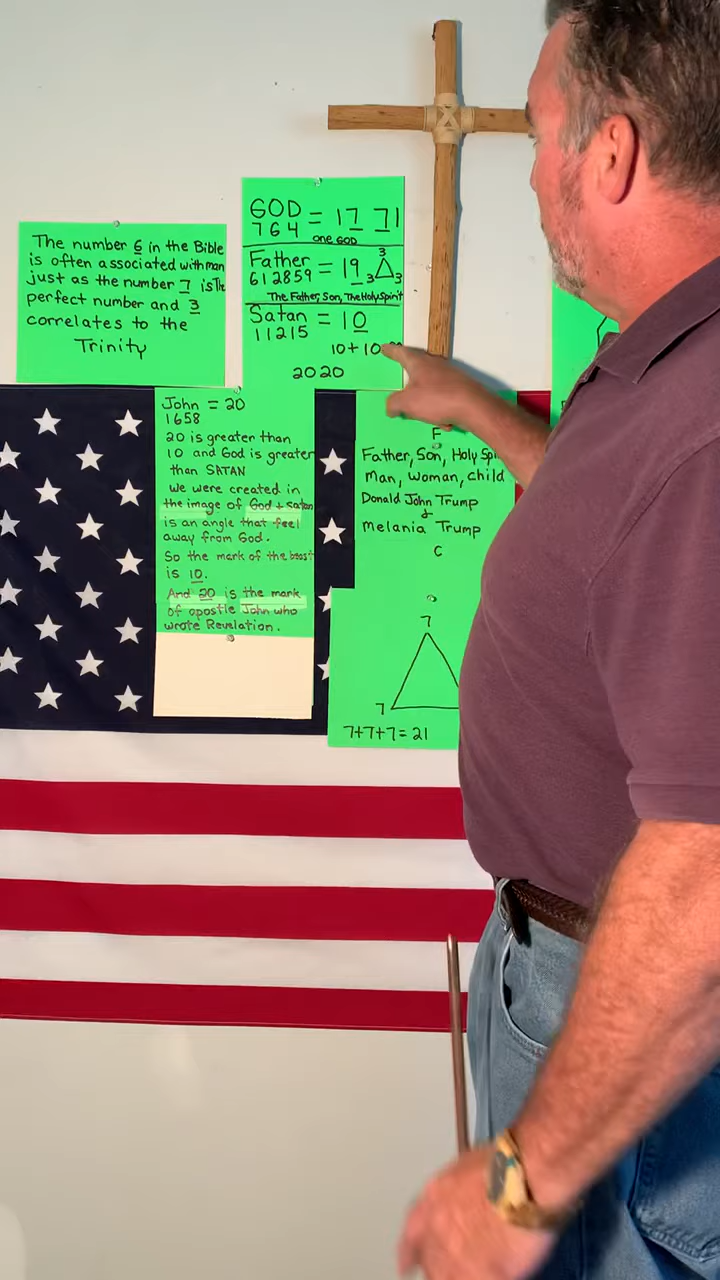 The number 6 in the Bible
is often associated with man
just as the number 7 is the
perfect number and 3
correlates to the
Trinity
GOD = 17 71
764
one GOD
Father = 19 3 3 3
612859
The Father, Son, The Holy Spirit
Satan = 10
11215
10+10
2020
John = 20
1658
20 is greater than
10 and God is greater
than SATAN
We were created in
the image of God + satan
is an angle that feel
away from God.
So the mark of the beast
is 10.
And 20 is the mark
of apostle John who
wrote Revelation.
F
Father, Son, Holy
Man, Woman, Child
Donald John Trump
&
Melania Trump
C
7
7
7+7+7=21